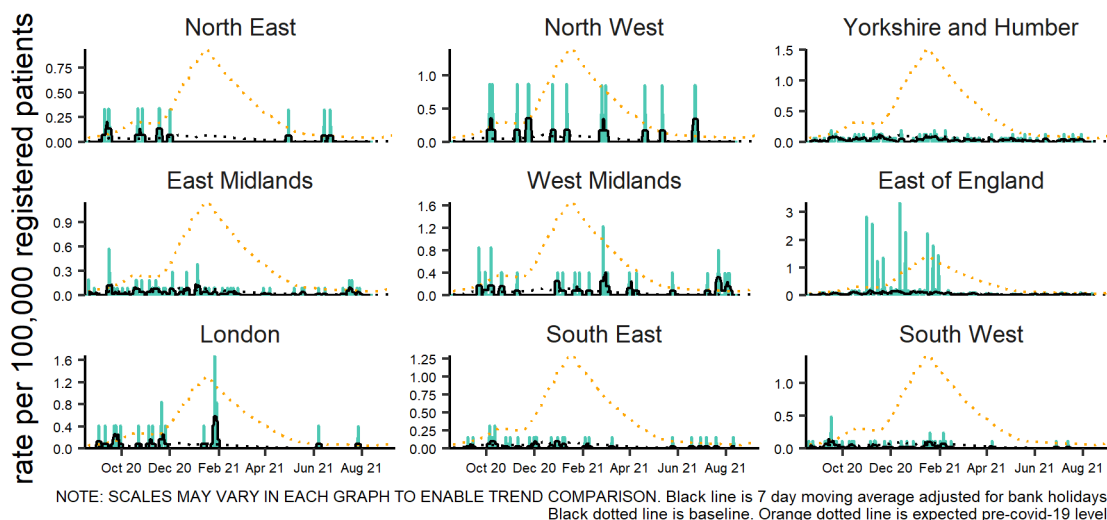 rate per 100,000 registered patients
North East
0.75
0.50
0.25
0.00
North West
1.0
0.5
0.0
Yorkshire and Humber
1.5
1.0
0.5
0.0
East Midlands
0.9
0.6
0.3
0.0
West Midlands
1.6
1.2
0.8
0.4
0.0
East of England
3
2
1
0
London
1.6
1.2
0.8
0.4
0.0
South East
1.25
1.00
0.75
0.50
0.25
0.00
South West
1.0
0.5
0.0
Oct 20 Dec 20 Feb 21 Apr 21 Jun 21 Aug 21
Oct 20 Dec 20 Feb 21 Apr 21 Jun 21 Aug 21
Oct 20 Dec 20 Feb 21 Apr 21 Jun 21 Aug 21
NOTE: SCALES MAY VARY IN EACH GRAPH TO ENABLE TREND COMPARISON. Black line is 7 day moving average adjusted for bank holidays
Black dotted line is baseline. Orange dotted line is expected pre-covid-19 level